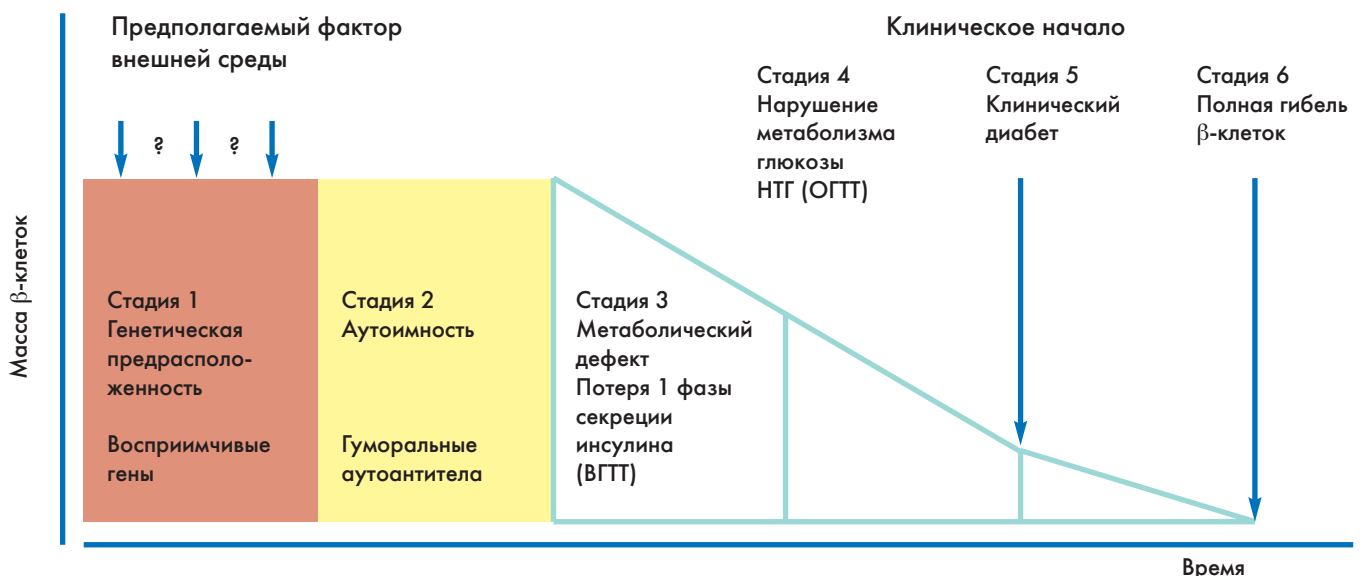 Предполагаемый фактор
внешней среды
? ?
Клиническое начало
Стадия 4
Нарушение
метаболизма
глюкозы
НТГ (ОГТТ)
Стадия 5
Клинический
диабет
Стадия 6
Полная гибель
β-клеток
Масса β-клеток
Стадия 1
Генетическая
предрасполо-
женность
Восприимчивые
гены
Стадия 2
Аутоимность
Гуморальные
аутоантитела
Стадия 3
Метаболический
дефект
Потеря 1 фазы
секреции
инсулина
(ВГТТ)
Время